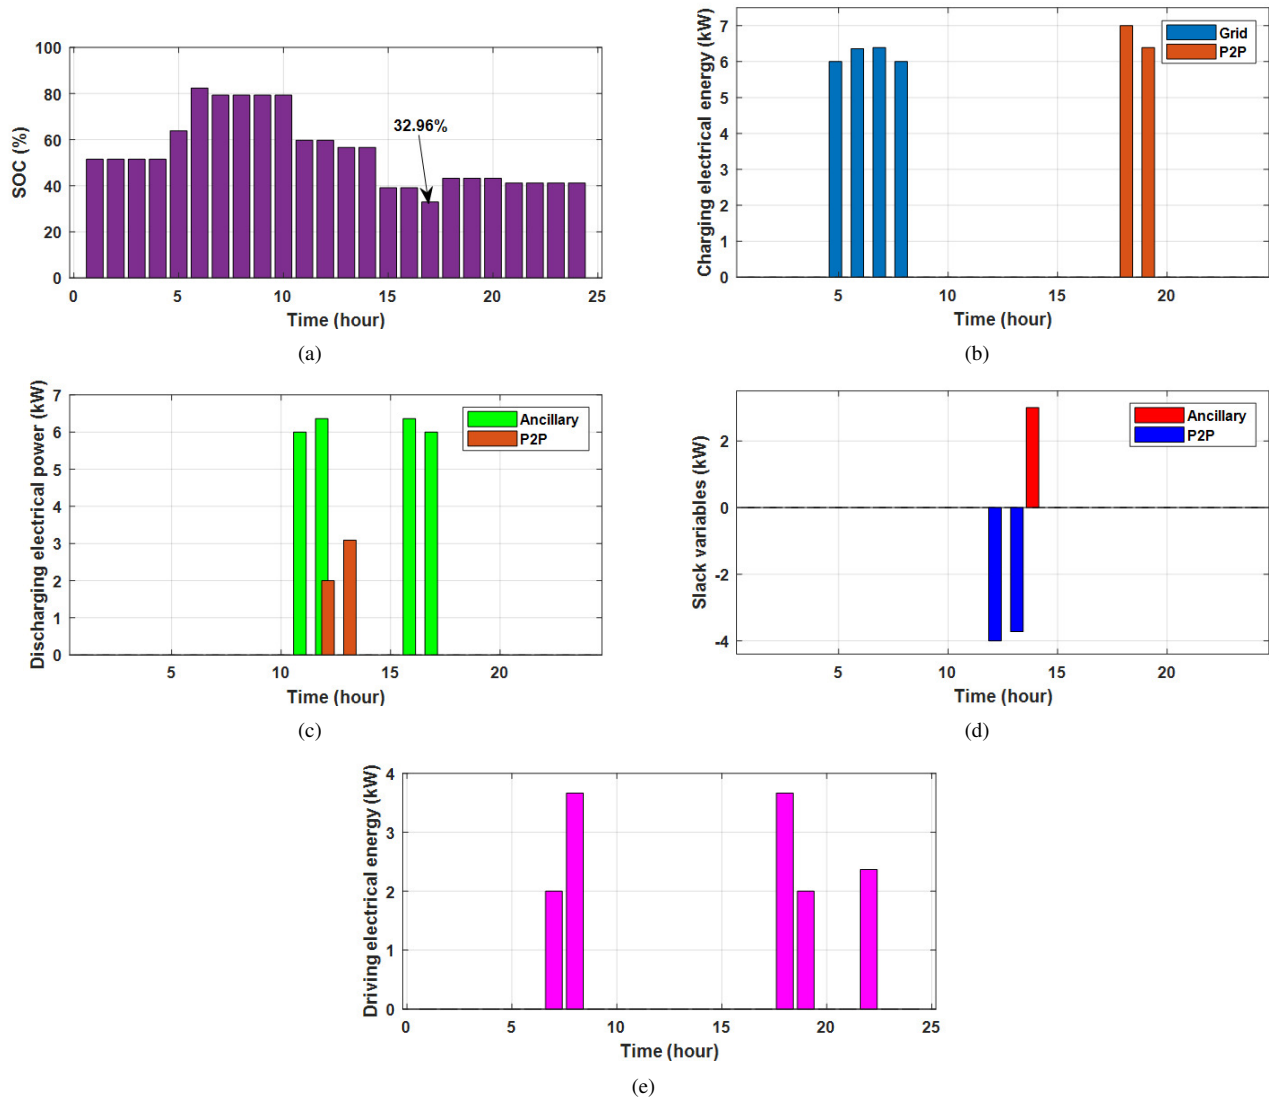 SOC (%)
100
80
60
40
20
0
32.96%
0 5 10 15 20 25
Time (hour)
(a)
Charging electrical energy (kW)
7
6
5
4
3
2
1
0
Grid
P2P
5 10 15 20
Time (hour)
(b)
Discharging electrical power (kW)
7
6
5
4
3
2
1
0
Ancillary
P2P
5 10 15 20
Time (hour)
(c)
Slack variables (kW)
2
0
-2
-4
Ancillary
P2P
5 10 15 20
Time (hour)
(d)
Driving electrical energy (kW)
4
3
2
1
0
0 5 10 15 20 25
Time (hour)
(e)